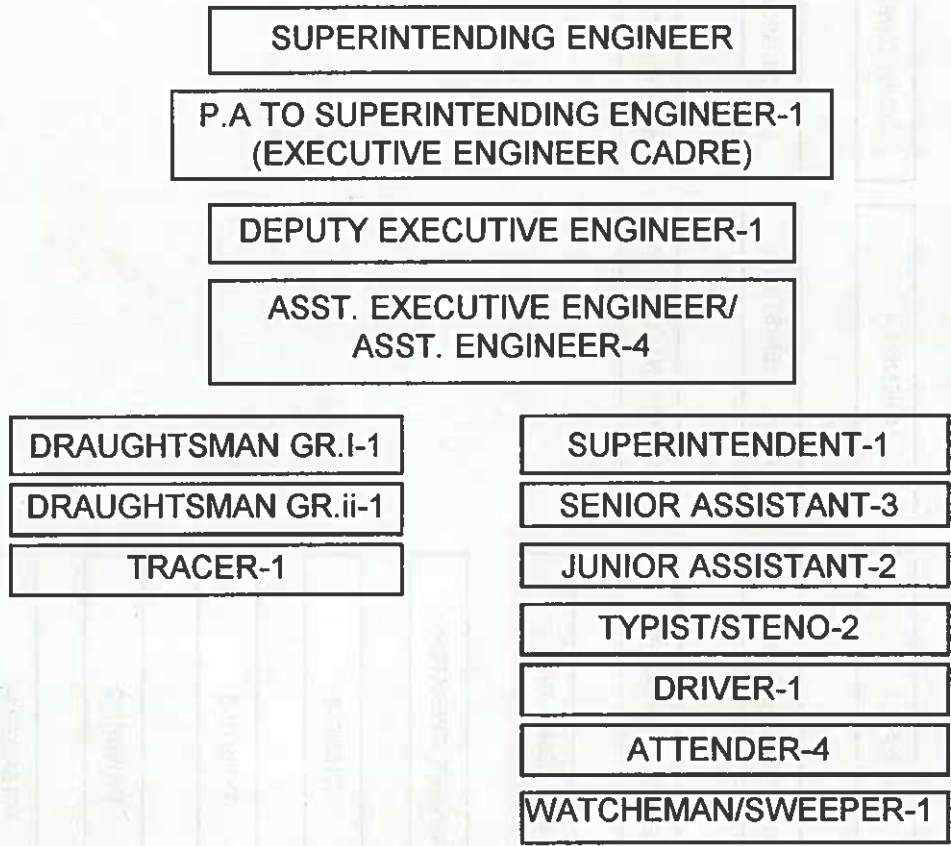 SUPERINTENDING ENGINEER
P.A TO SUPERINTENDING ENGINEER-1
(EXECUTIVE ENGINEER CADRE)
DEPUTY EXECUTIVE ENGINEER-1
ASST. EXECUTIVE ENGINEER/
ASST. ENGINEER-4
DRAUGHTSMAN GR.I-1
DRAUGHTSMAN GR.ii-1
TRACER-1
SUPERINTENDENT-1
SENIOR ASSISTANT-3
JUNIOR ASSISTANT-2
TYPIST/STENO-2
DRIVER-1
ATTENDER-4
WATCHEMAN/SWEEPER-1